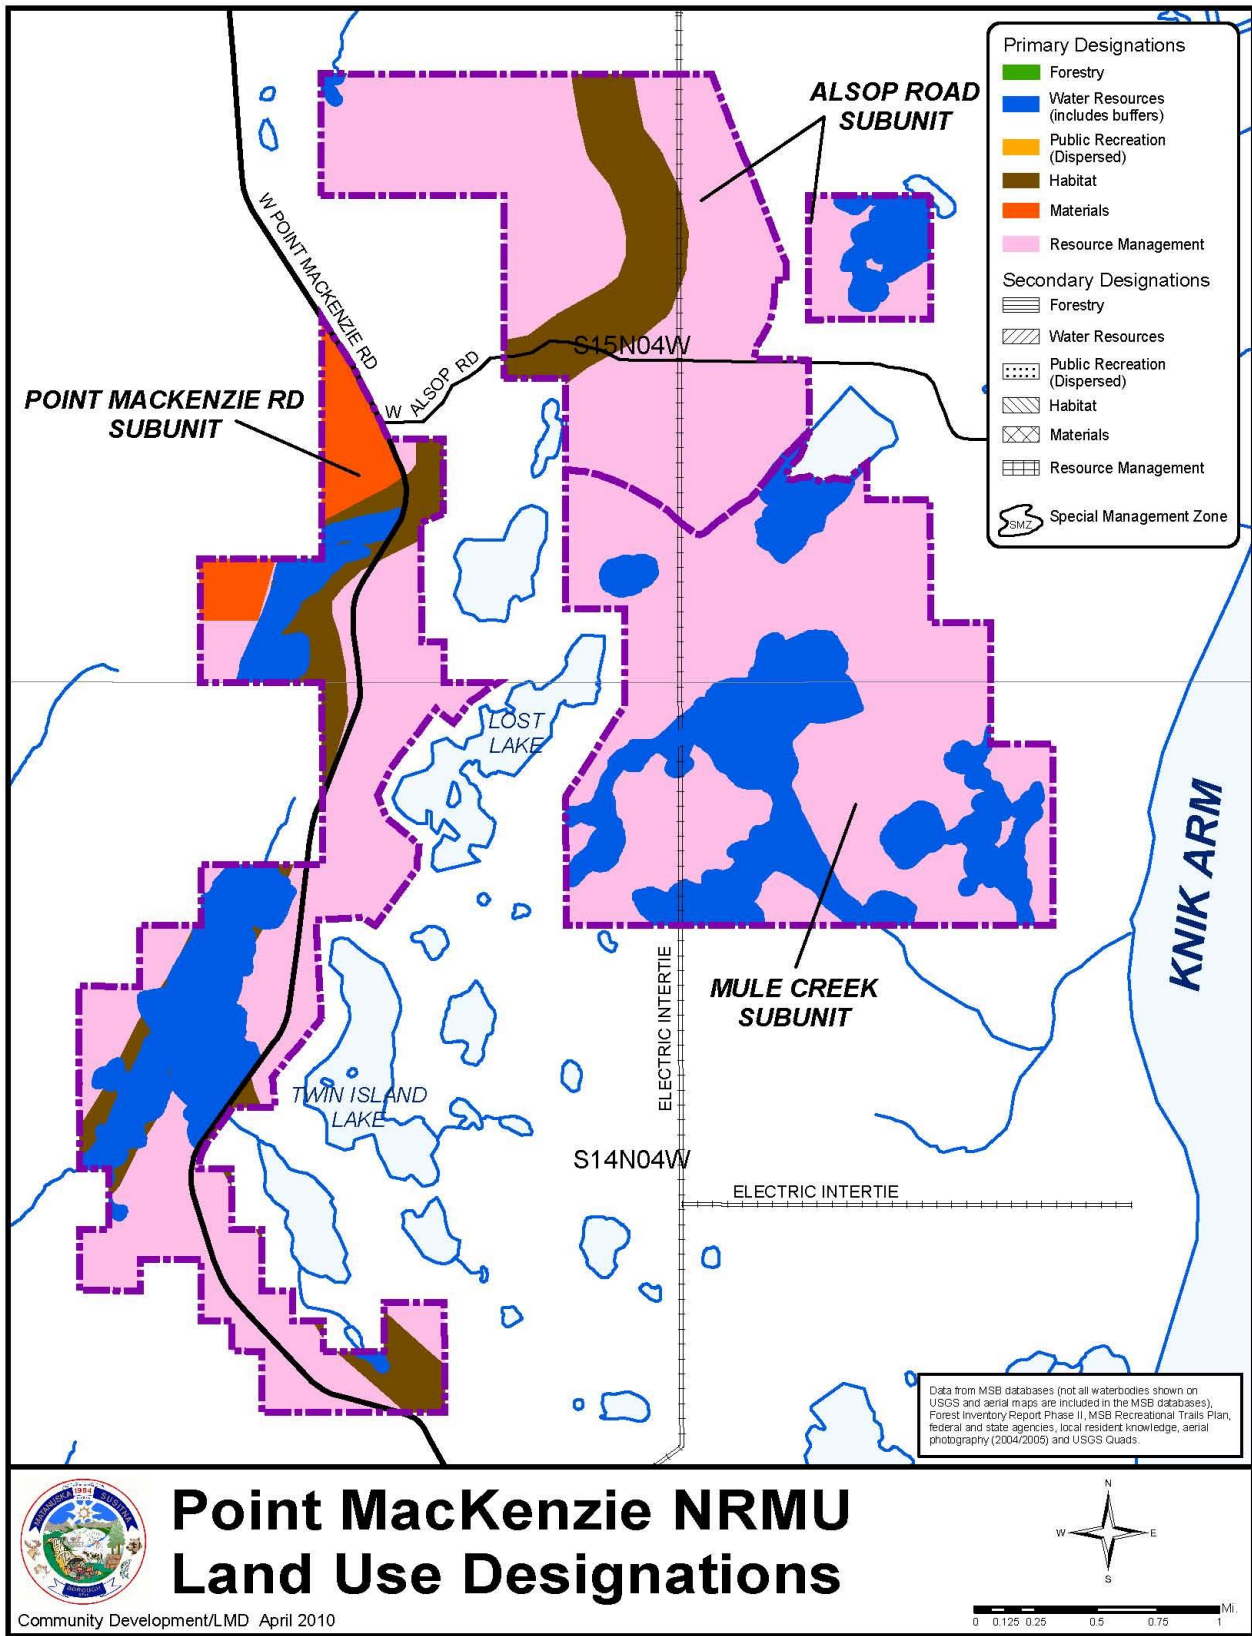 Primary Designations
Forestry
Water Resources
(includes buffers)
Public Recreation
(Dispersed)
Habitat
Materials
Resource Management
Secondary Designations
Forestry
Water Resources
Public Recreation
(Dispersed)
Habitat
Materials
Resource Management
SMZ
Special Management Zone
ALSOP ROAD
SUBUNIT
W POINT MACKENZIE RD
S15N04W
W ALSOP RD
POINT MACKENZIE RD
SUBUNIT
LOST
LAKE
KNIK ARM
MULE CREEK
SUBUNIT
ELECTRIC INTERTIE
TWIN ISLAND
LAKE
S14N04W
ELECTRIC INTERTIE
Data from MSB databases (not all waterbodies shown on
USGS and aerial maps are included in the MSB databases),
Forest Inventory Report Phase II, MSB Recreational Trails Plan,
federal and state agencies, local resident knowledge, aerial
photography (2004/2005) and USGS Quads.
MATANUSKA SUSITNA
1964
BOROUGH
Point MacKenzie NRMU
Land Use Designations
Community Development/LMD April 2010
N
W E
S
Mi.
0 0.125 0.25 0.5 0.75 1